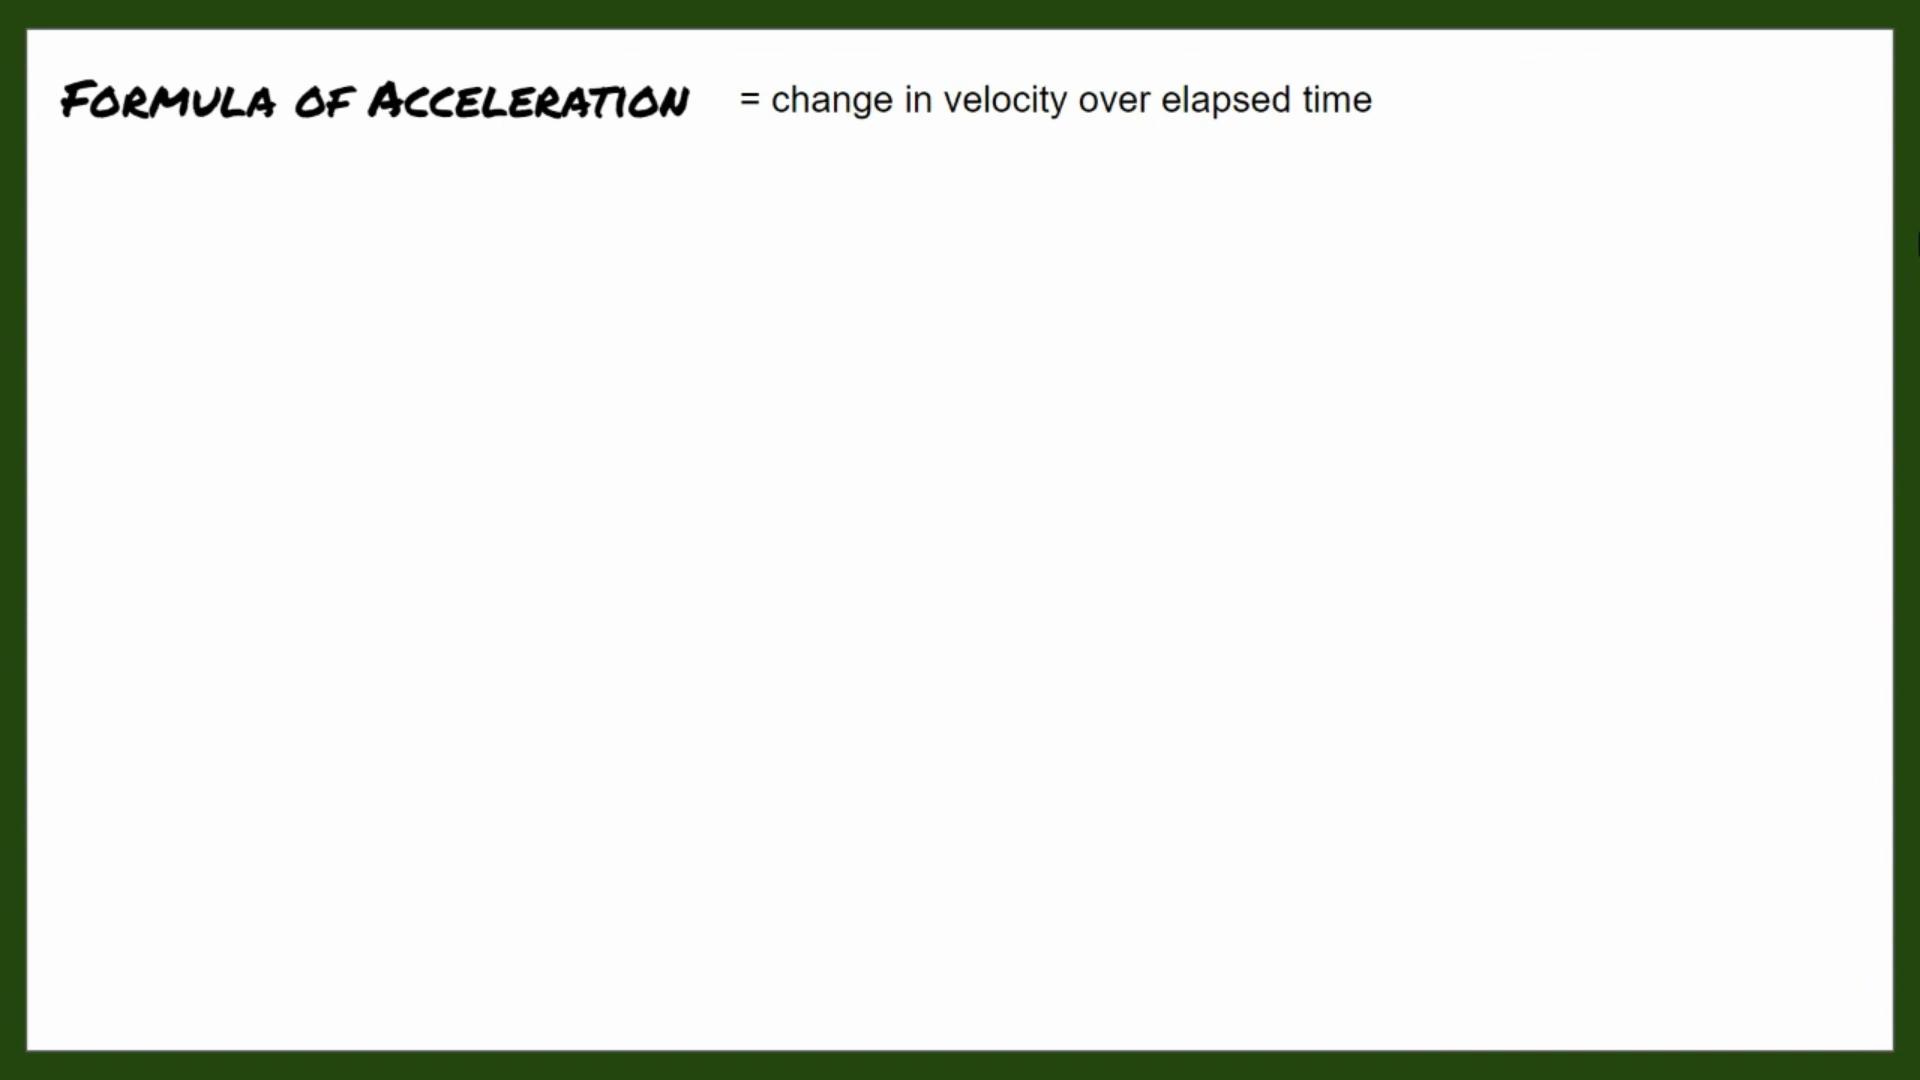 Formula of Acceleration = change in velocity over elapsed time